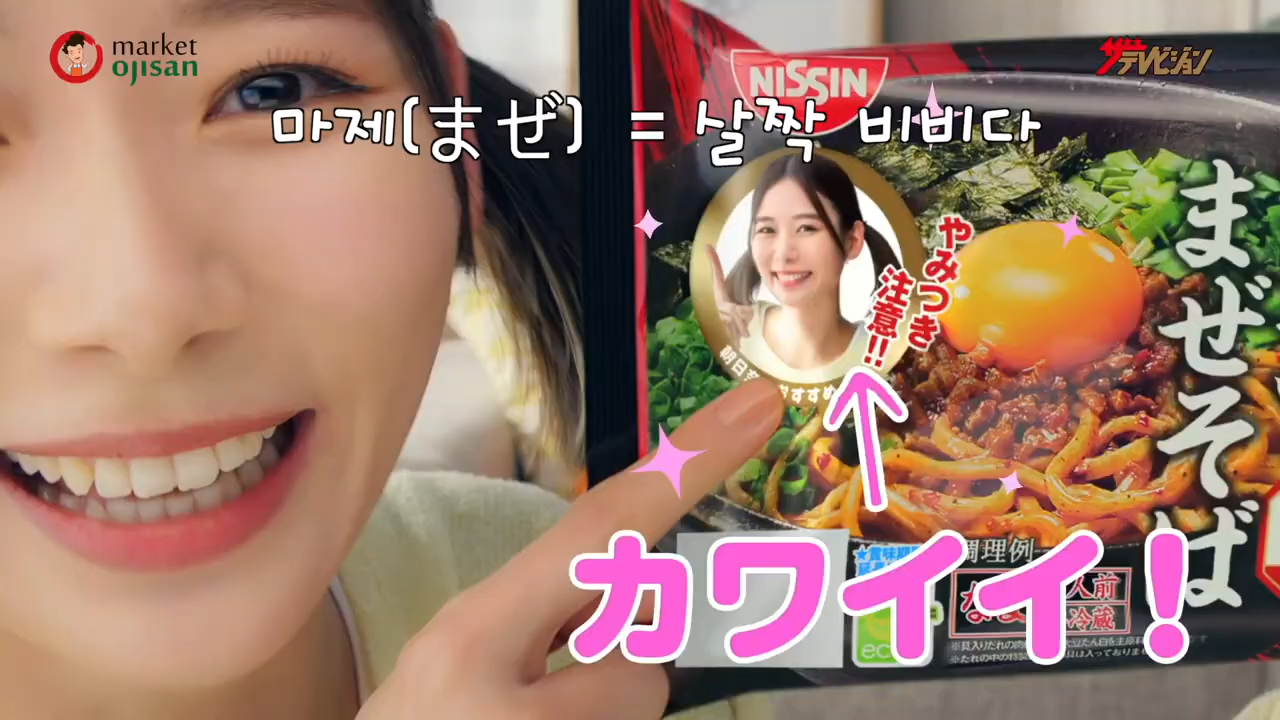 market
ojisan
ザテレビジョン
NISSIN
마제(まぜ) = 살짝 비비다
やみつき
注意!!
まぜそば
カワイイ!
調理例
人前
冷蔵
eco